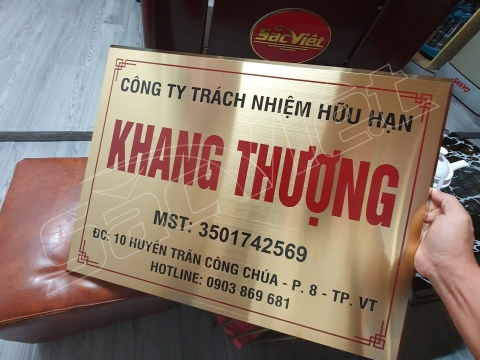 Sắc Việt
SANYO
CÔNG TY TRÁCH NHIỆM HỮU HẠN
KHANG THƯỢNG
MST: 3501742569
ĐC: 10 HUYỀN TRÂN CÔNG CHÚA - P. 8 - TP. VT
HOTLINE: 0903 869 681